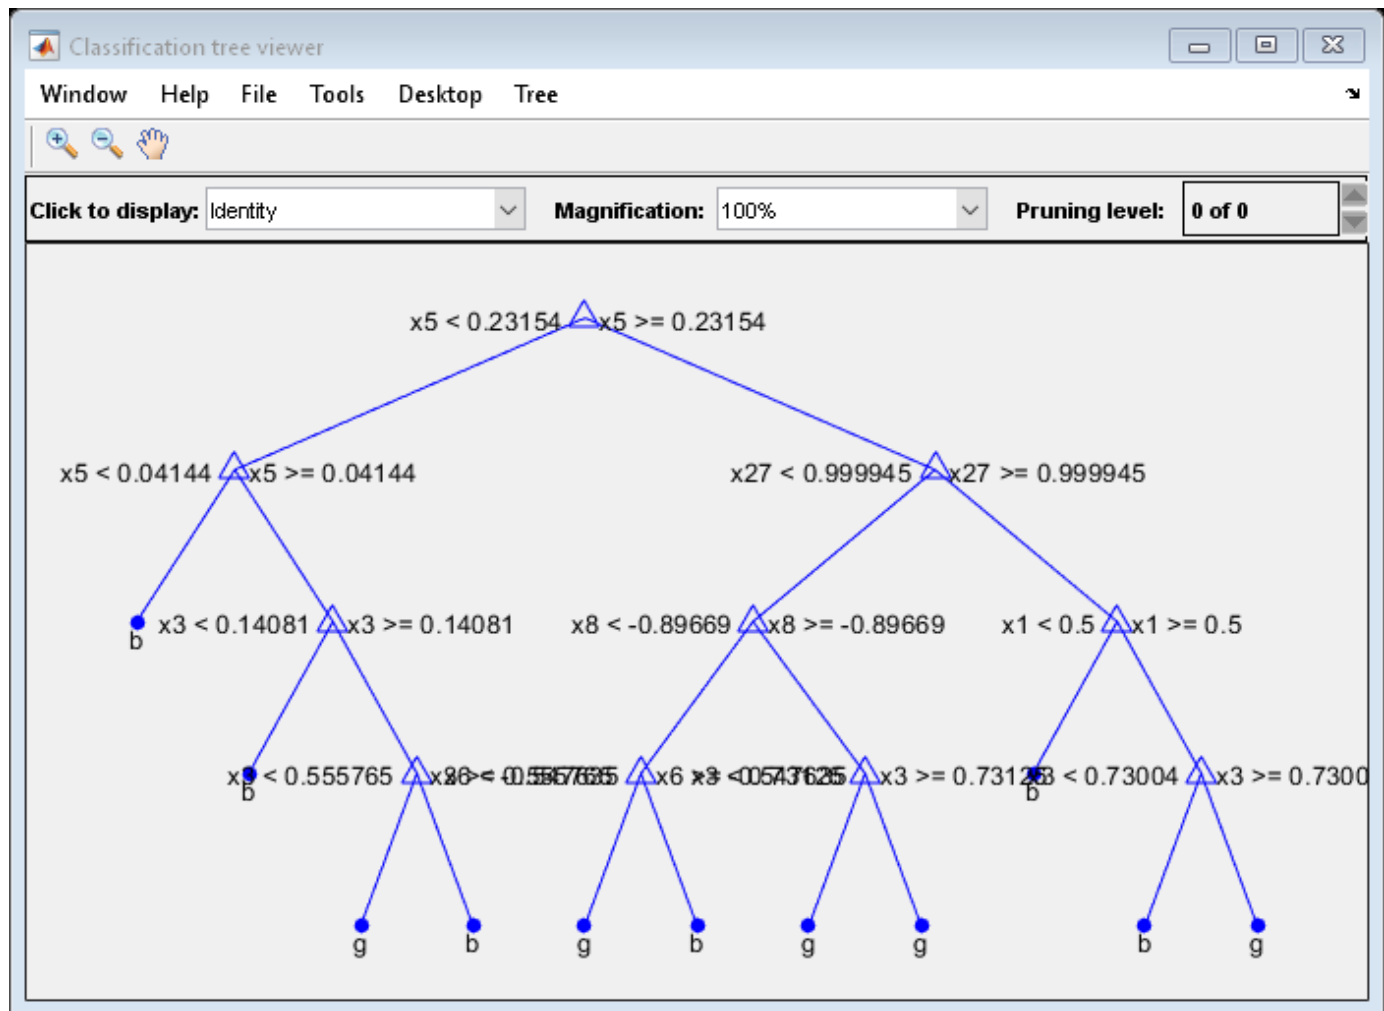 Classification tree viewer
Window Help File Tools Desktop Tree
Click to display: Identity Magnification: 100% Pruning level: 0 of 0
x5 < 0.23154 x5 >= 0.23154
x5 < 0.04144 x5 >= 0.04144 x27 < 0.999945 x27 >= 0.999945
b x3 < 0.14081 x3 >= 0.14081 x8 < -0.89669 x8 >= -0.89669 x1 < 0.5 x1 >= 0.5
b < 0.555765 x6 x3 >= 0.73125 b < 0.73004 x3 >= 0.7300
g b g b g g b g